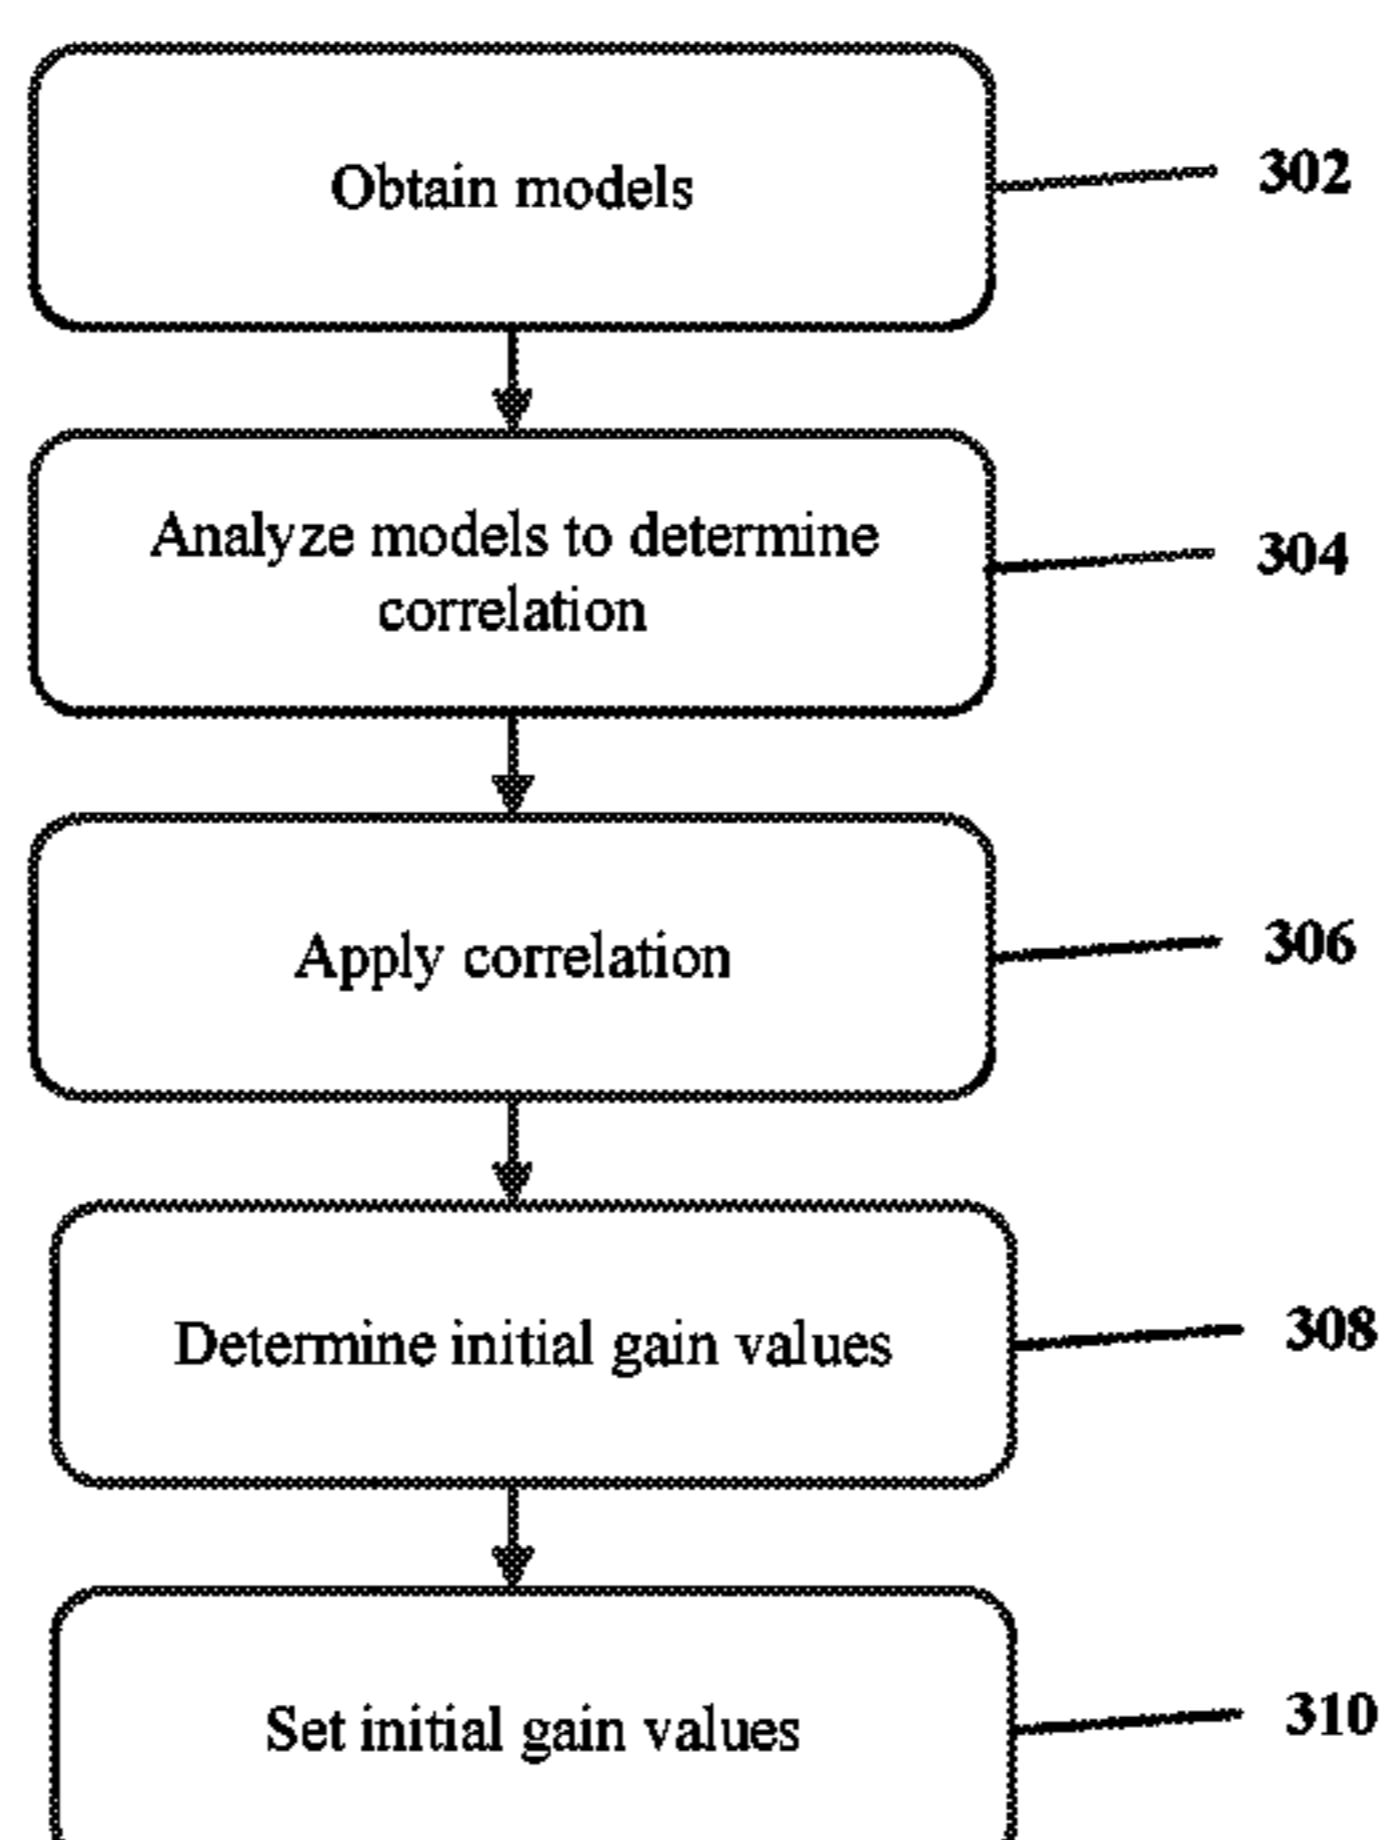 Obtain models
302
Analyze models to determine
correlation
304
Apply correlation
306
Determine initial gain values
308
Set initial gain values
310